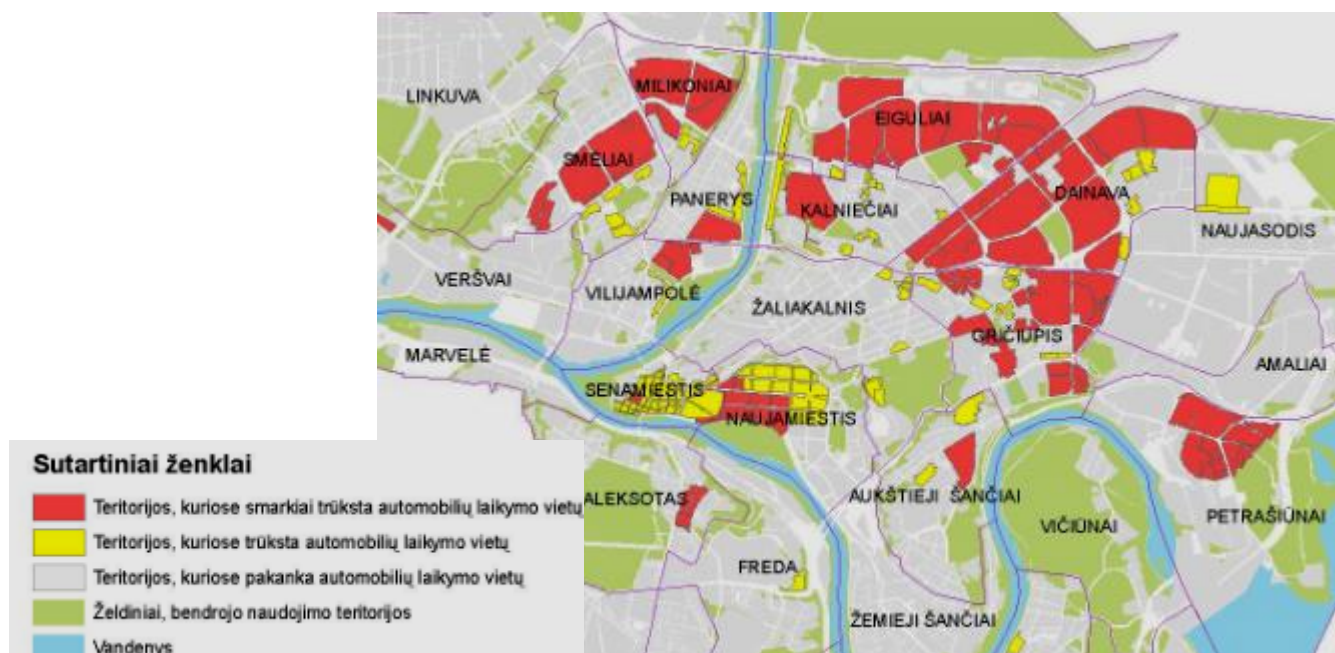 LINKUVA
MILIKONIAI
EIGULIAI
SMĖLIAI
DAINAVA
PANERYS
KALNIEČIAI
NAUJASODIS
VERŠVAI
VILIJAMPOLĖ
ŽALIAKALNIS
GRIČIUPIS
MARVELĖ
AMALIAI
SENAMIESTIS
NAUJAMIESTIS
ALEKSOTAS
AUKŠTIEJI ŠANČIAI
VIČIŪNAI
PETRAŠIŪNAI
FREDA
ŽEMIEJI ŠANČIAI
Sutartiniai ženklai
Teritorijos, kuriose smarkiai trūksta automobilių laikymo vietų
Teritorijos, kuriose trūksta automobilių laikymo vietų
Teritorijos, kuriose pakanka automobilių laikymo vietų
Želdiniai, bendrojo naudojimo teritorijos
Vandenys